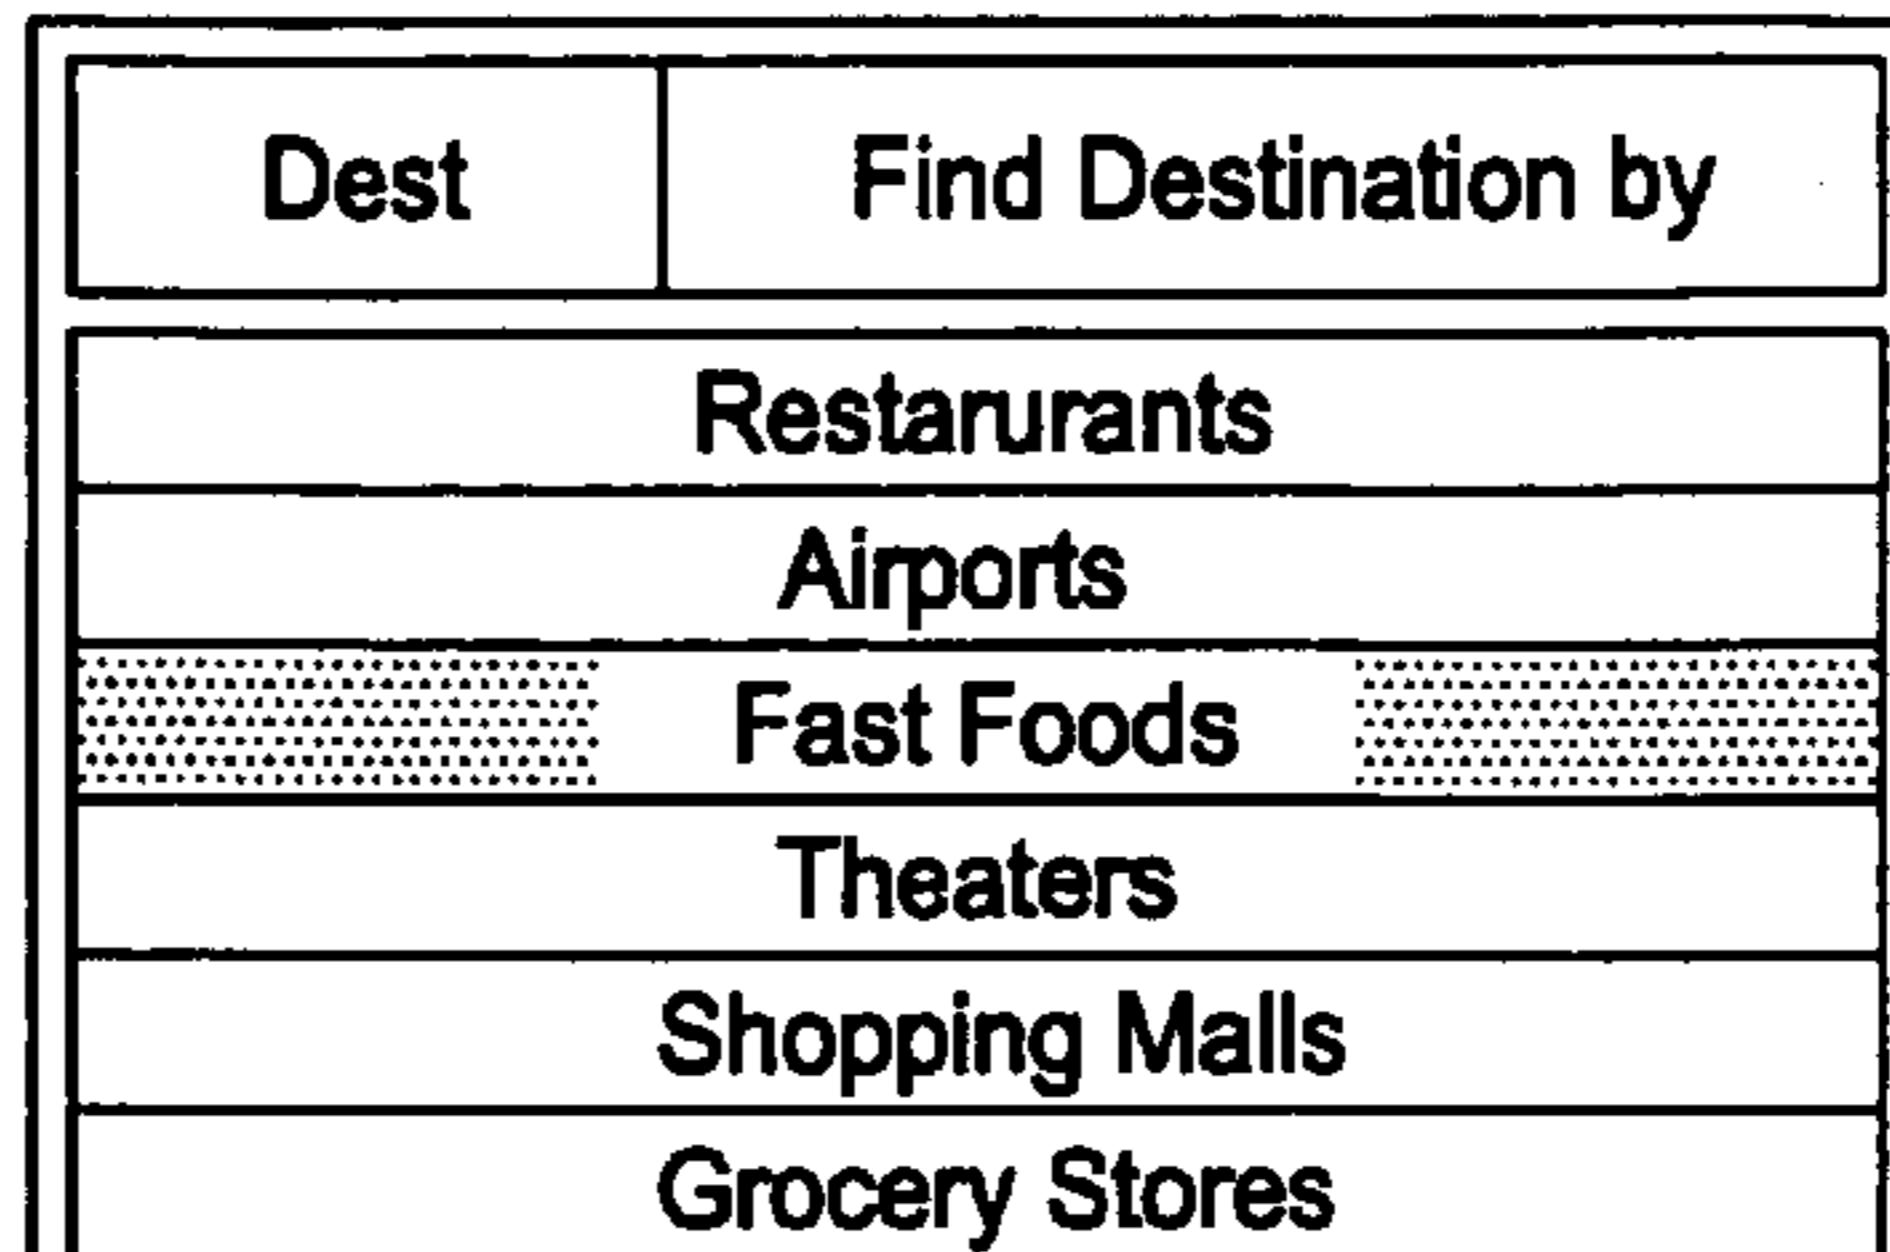 Dest Find Destination by
Restarurants
Airports
Fast Foods
Theaters
Shopping Malls
Grocery Stores